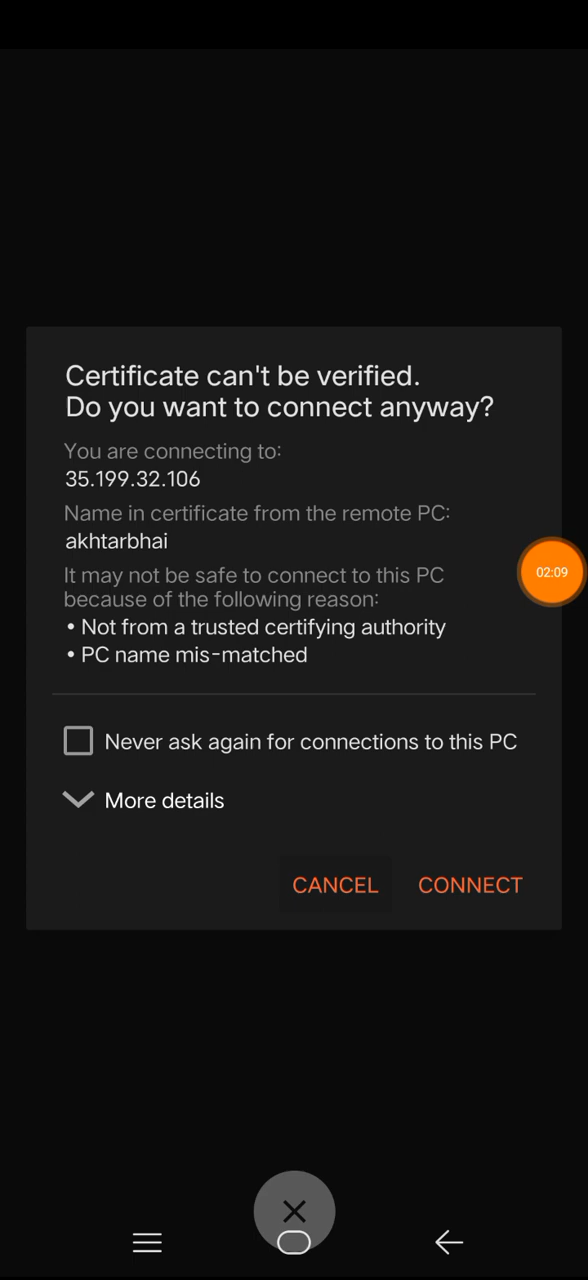 Certificate can't be verified.
Do you want to connect anyway?
You are connecting to:
35.199.32.106
Name in certificate from the remote PC:
akhtarbhai
It may not be safe to connect to this PC
because of the following reason:
• Not from a trusted certifying authority
• PC name mis-matched
02:09
Never ask again for connections to this PC
More details
CANCEL CONNECT